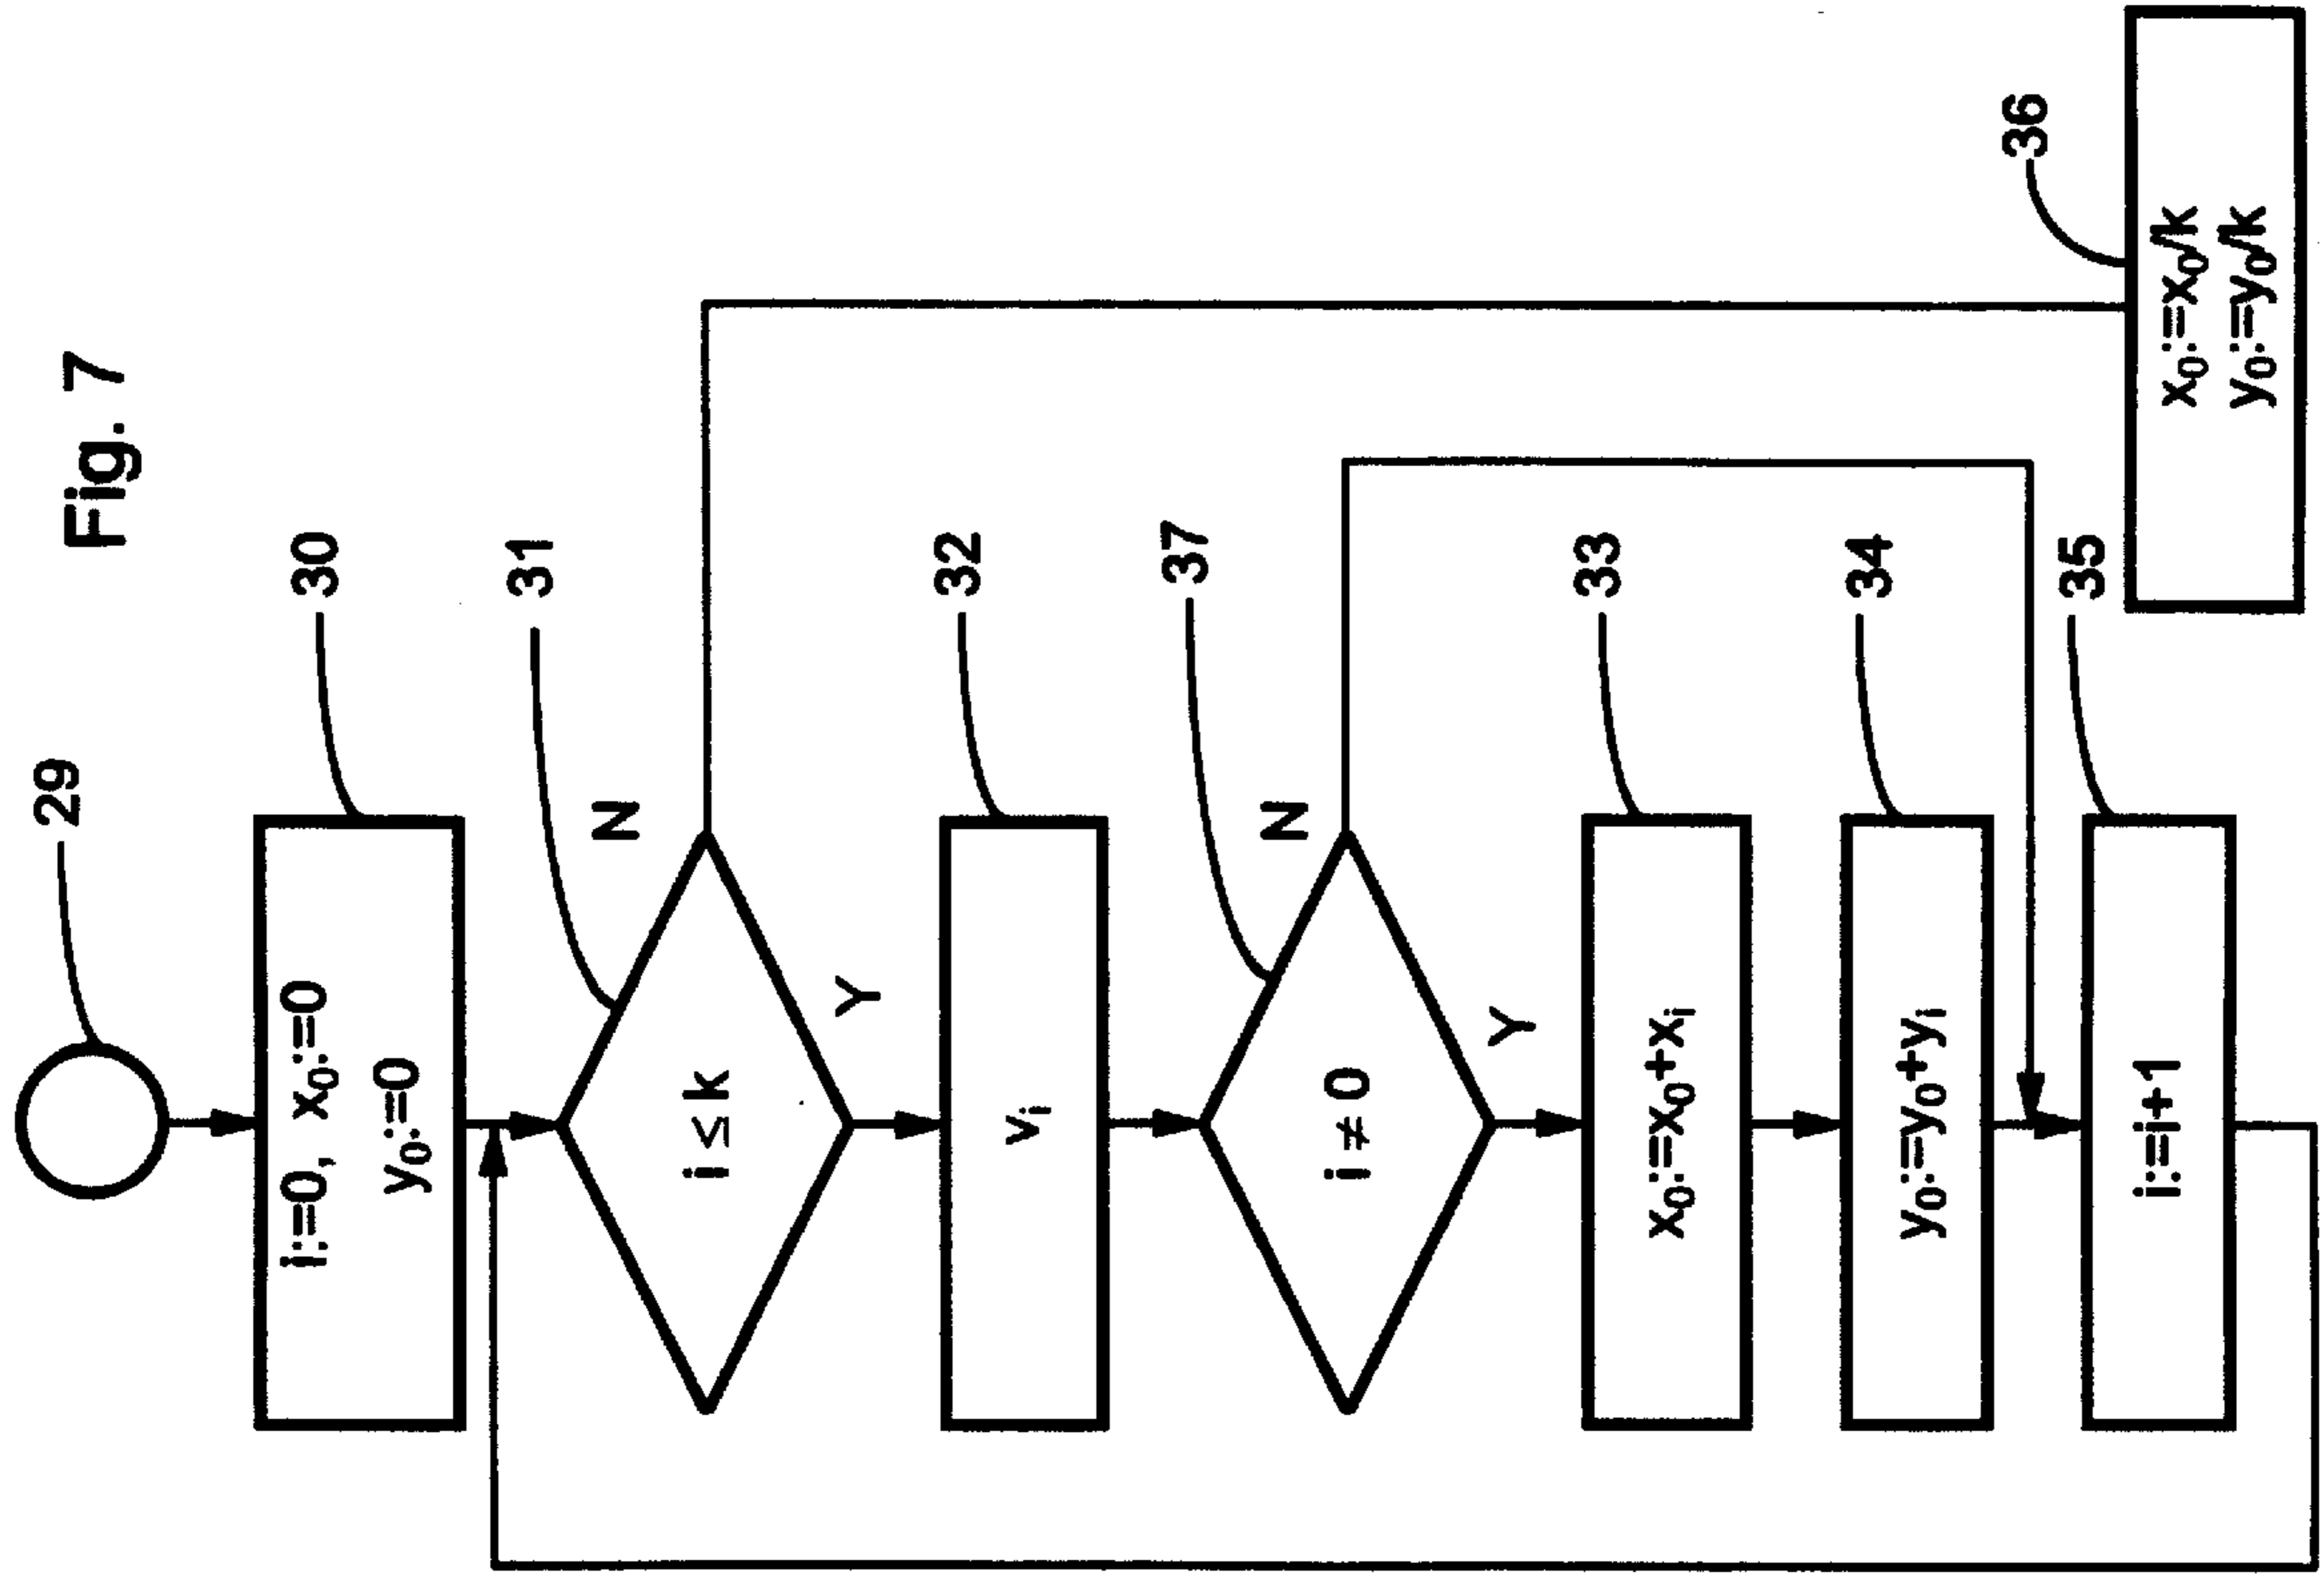 Fig. 7
29
30
i:=0, x₀:=0
y₀:=0
31
N
i ≤ k
Y
32
vᵢ
37
N
i ≠ 0
Y
33
x₀:=x₀+xᵢ
34
y₀:=y₀+yᵢ
35
i:=i+1
36
x₀:=x₀/k
y₀:=y₀/k